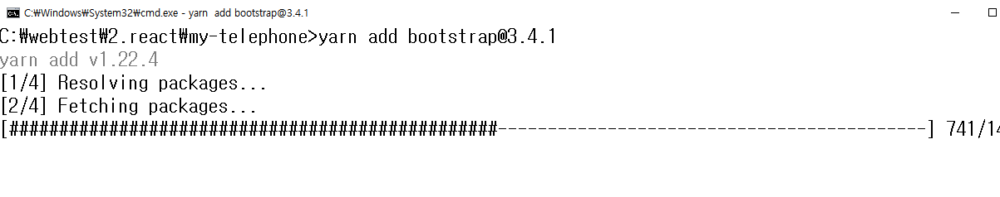 C:₩Windows₩System32₩cmd.exe - yarn  add bootstrap@3.4.1
C:₩webtest₩2.react₩my-telephone>yarn add bootstrap@3.4.1
yarn add v1.22.4
[1/4] Resolving packages...
[2/4] Fetching packages...
[#################################################-------------------------------------------] 741/14